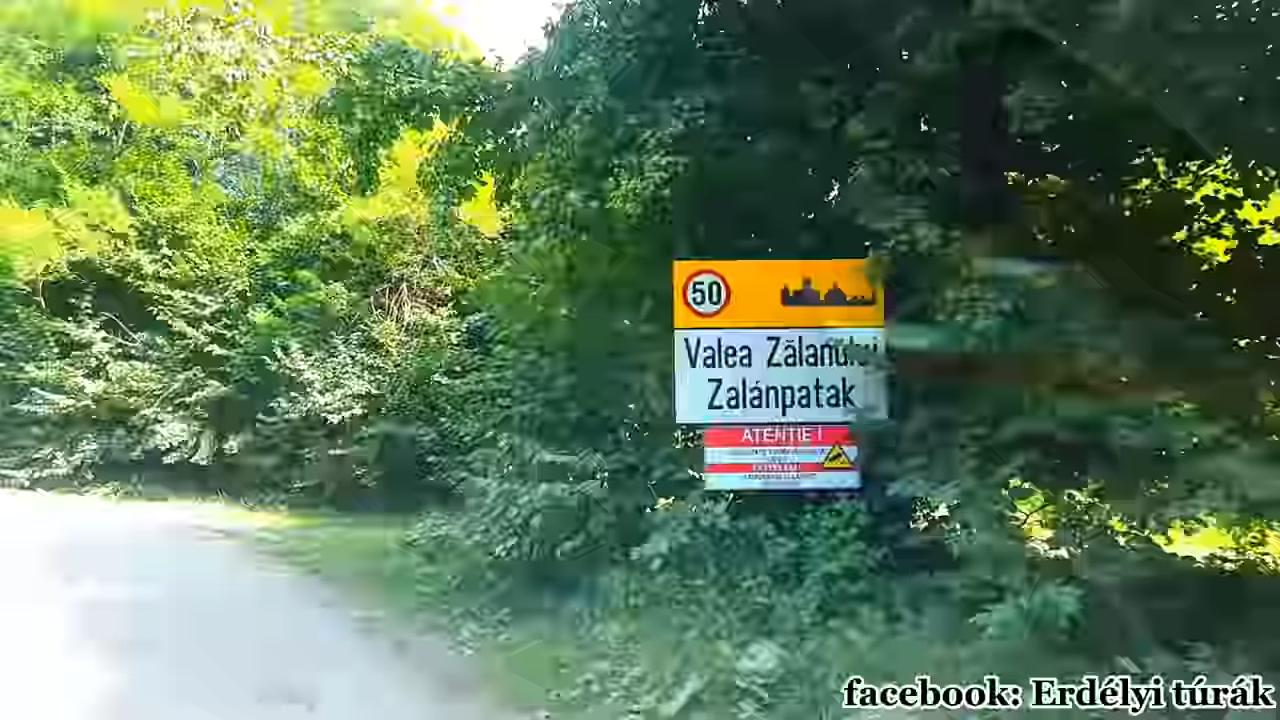 50
Valea Zălanului
Zalánpatak
ATENȚIE !
facebook: Erdélyi túrák